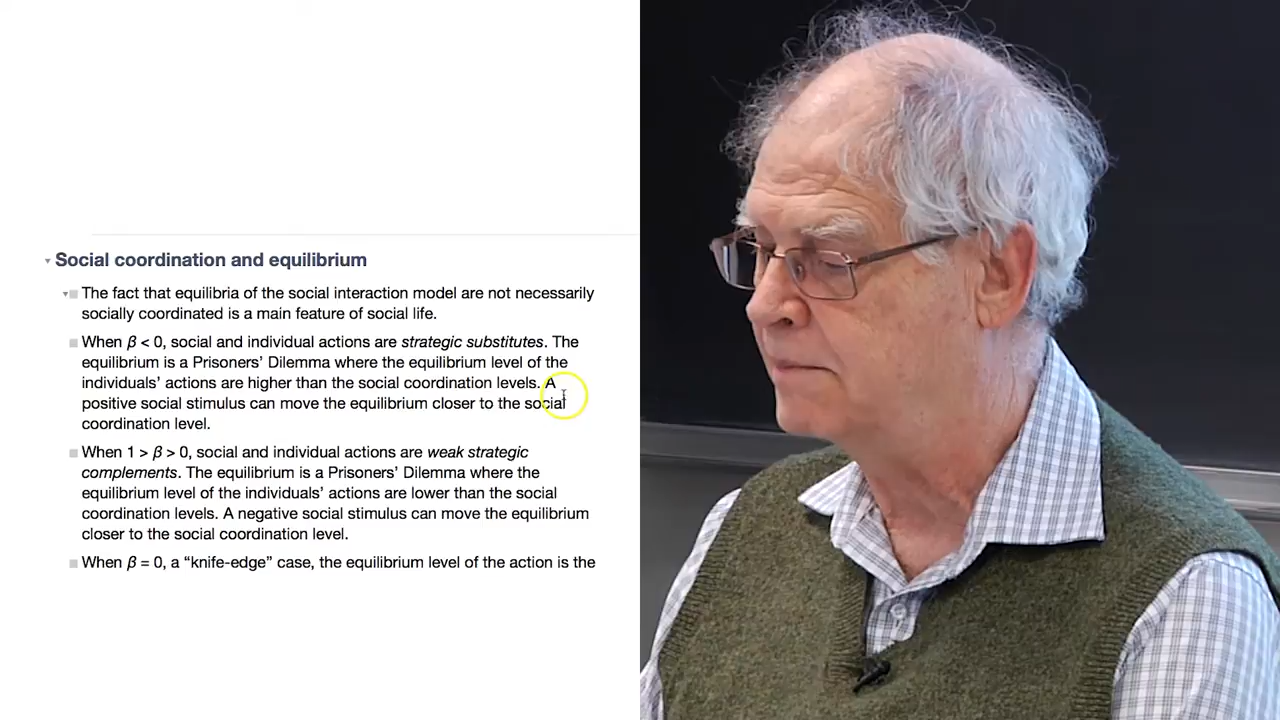 Social coordination and equilibrium
The fact that equilibria of the social interaction model are not necessarily
socially coordinated is a main feature of social life.
When β < 0, social and individual actions are strategic substitutes. The
equilibrium is a Prisoners’ Dilemma where the equilibrium level of the
individuals’ actions are higher than the social coordination levels. A
positive social stimulus can move the equilibrium closer to the social
coordination level.
When 1 > β > 0, social and individual actions are weak strategic
complements. The equilibrium is a Prisoners’ Dilemma where the
equilibrium level of the individuals’ actions are lower than the social
coordination levels. A negative social stimulus can move the equilibrium
closer to the social coordination level.
When β = 0, a “knife-edge” case, the equilibrium level of the action is the